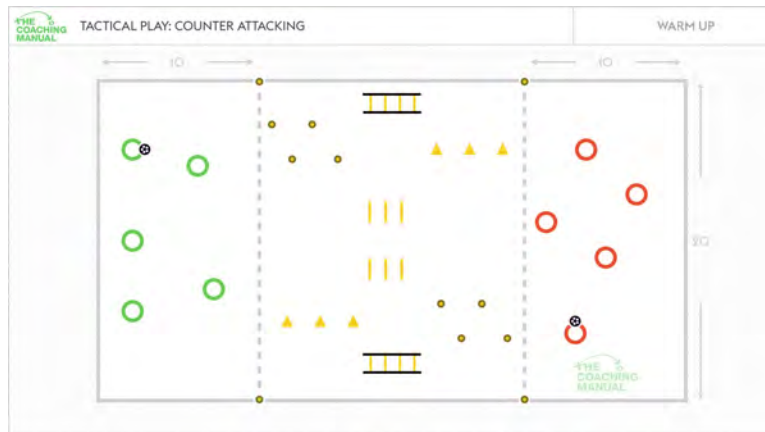 THE
COACHING
MANUAL
TACTICAL PLAY: COUNTER ATTACKING
WARM UP
10
10
20
THE
COACHING
MANUAL